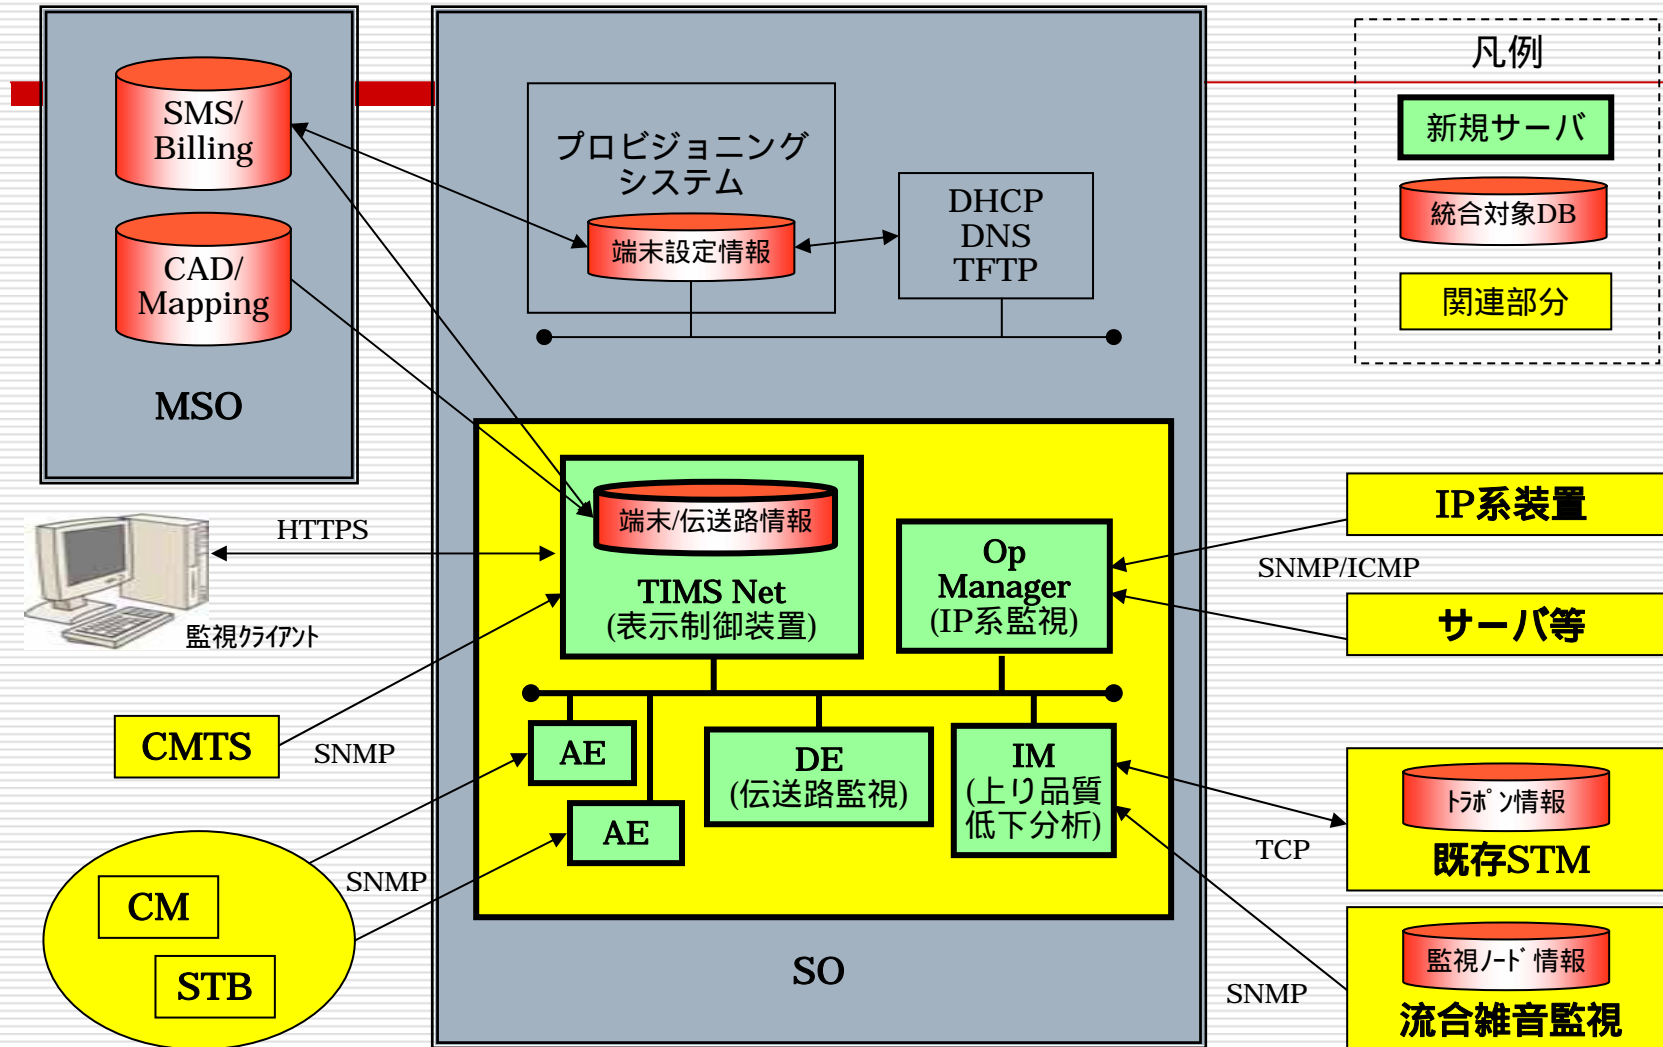 SMS/
Billing
CAD/
Mapping
MSO
プロビジョニング
システム
端末設定情報
DHCP
DNS
TFTP
凡例
新規サーバ
統合対象DB
関連部分
端末/伝送路情報
TIMS Net
(表示制御装置)
Op
Manager
(IP系監視)
HTTPS
監視ｸﾗｲｱﾝﾄ
IP系装置
SNMP/ICMP
サーバ等
CMTS
SNMP
AE
AE
DE
(伝送路監視)
IM
(上り品質
低下分析)
TCP
ﾄﾗﾎﾟﾝ情報
既存STM
SNMP
CM
STB
SO
SNMP
監視ﾉｰﾄﾞ情報
流合雑音監視